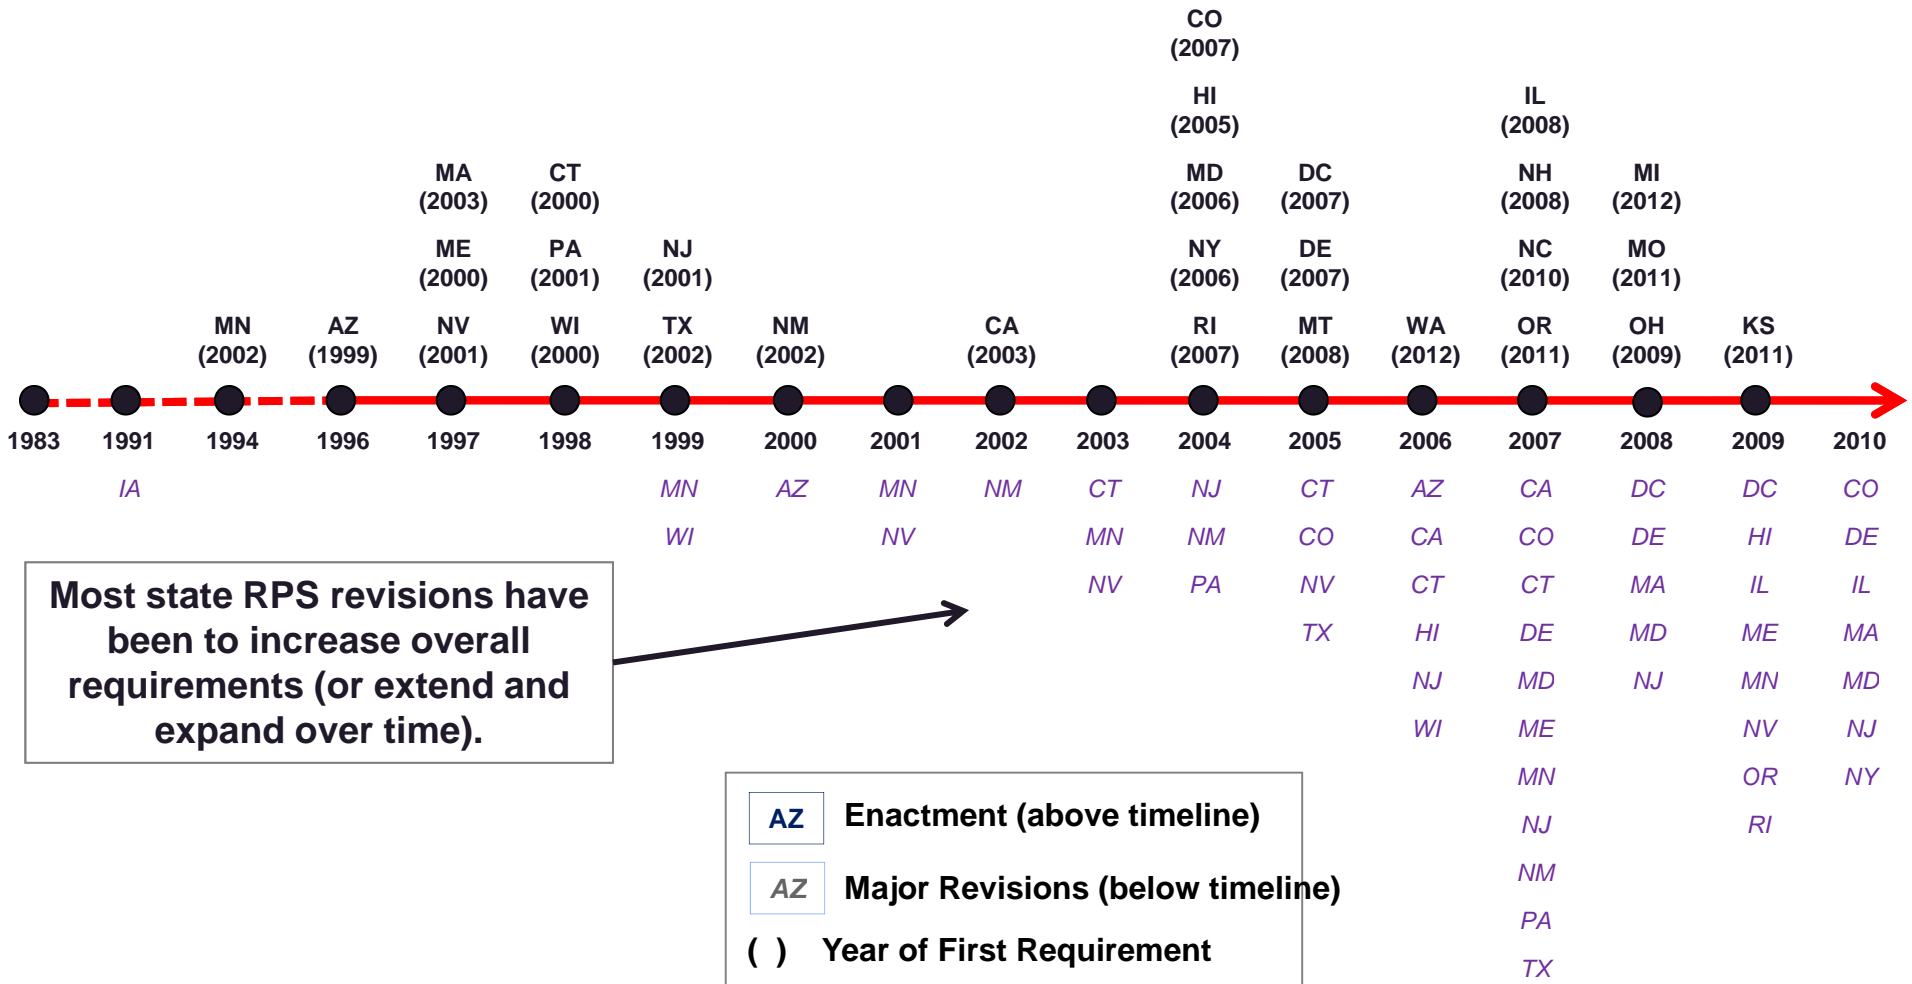 CO
(2007)
HI
(2005)
IL
(2008)
MA
(2003)
CT
(2000)
MD
(2006)
DC
(2007)
NH
(2008)
MI
(2012)
ME
(2000)
PA
(2001)
NJ
(2001)
NY
(2006)
DE
(2007)
NC
(2010)
MO
(2011)
MN
(2002)
AZ
(1999)
NV
(2001)
WI
(2000)
TX
(2002)
NM
(2002)
CA
(2003)
RI
(2007)
MT
(2008)
WA
(2012)
OR
(2011)
OH
(2009)
KS
(2011)
1983 1991 1994 1996 1997 1998 1999 2000 2001 2002 2003 2004 2005 2006 2007 2008 2009 2010
IA MN AZ MN NM CT NJ CT AZ CA DC DC CO
WI NV MN NM CO CA CO DE HI DE
NV PA NV CT CT MA IL IL
TX HI DE MD ME MA
NJ MD NJ MN MD
WI ME NV NJ
MN OR NY
NJ RI
NM
PA
TX
Most state RPS revisions have
been to increase overall
requirements (or extend and
expand over time).
AZ Enactment (above timeline)
AZ Major Revisions (below timeline)
( ) Year of First Requirement